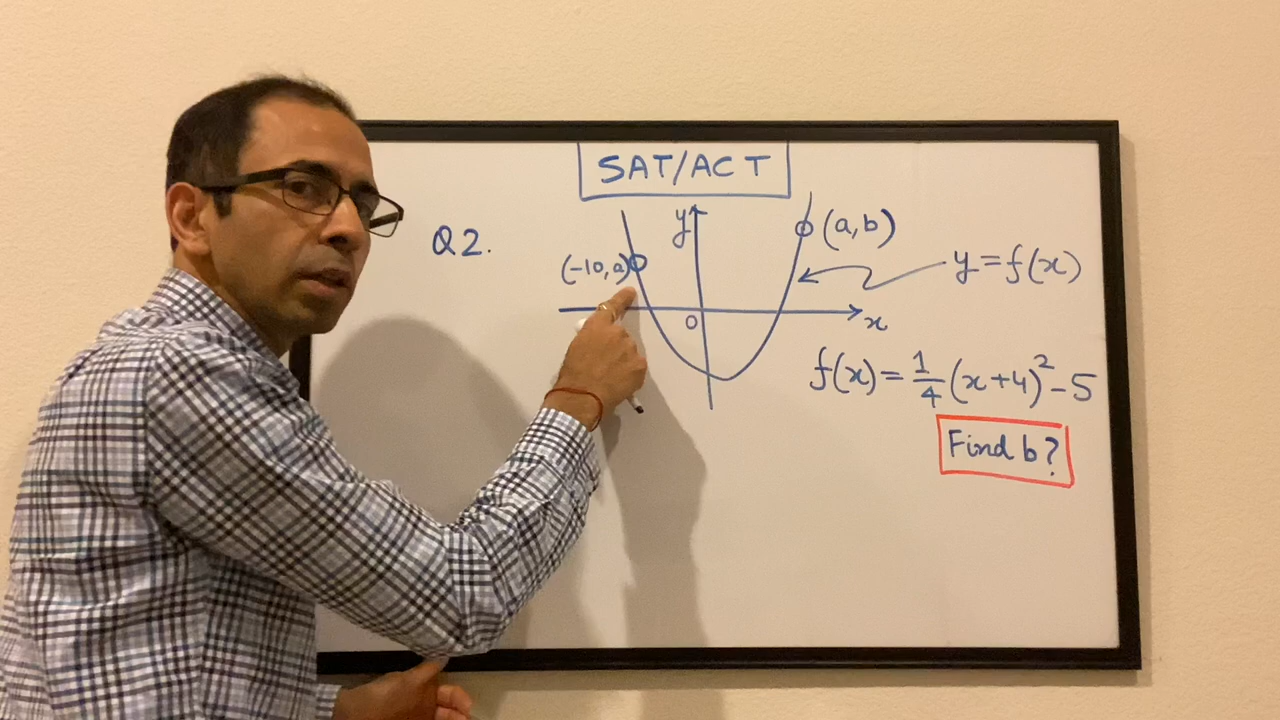 SAT/ACT
Q2.
y
(-10, a)
(a, b)
y = f(x)
0
x
f(x) = 1/4 (x+4)² - 5
Find b?